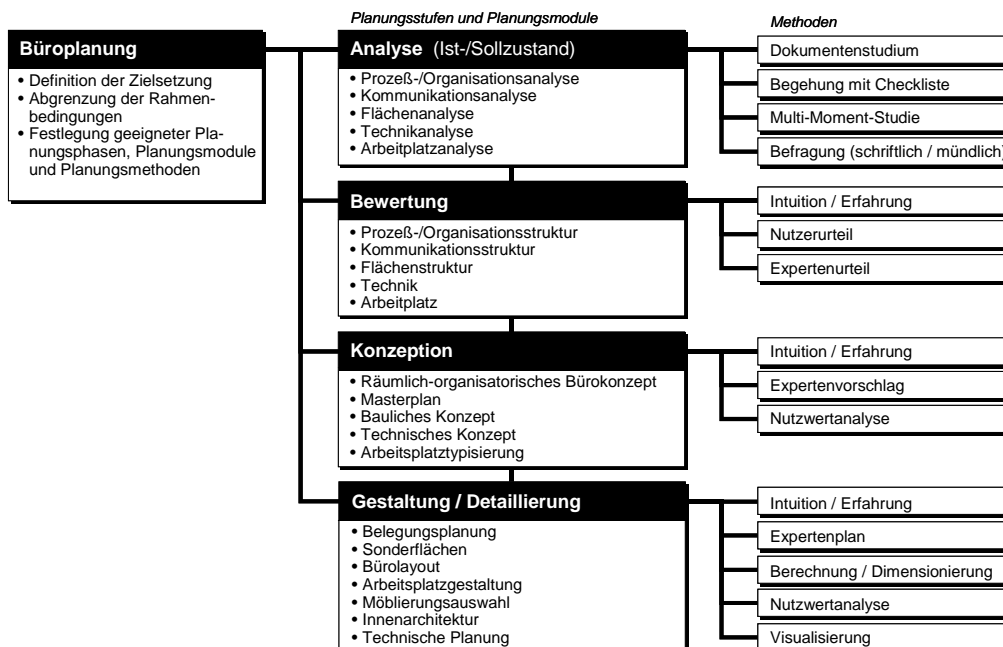 Planungsstufen und Planungsmodule
Methoden
Büroplanung
• Definition der Zielsetzung
• Abgrenzung der Rahmen-
bedingungen
• Festlegung geeigneter Pla-
nungsphasen, Planungsmodule
und Planungsmethoden
Analyse (Ist-/Sollzustand)
• Prozeß-/Organisationsanalyse
• Kommunikationsanalyse
• Flächenanalyse
• Technikanalyse
• Arbeitplatzanalyse
Dokumentenstudium
Begehung mit Checkliste
Multi-Moment-Studie
Befragung (schriftlich / mündlich)
Bewertung
• Prozeß-/Organisationsstruktur
• Kommunikationsstruktur
• Flächenstruktur
• Technik
• Arbeitplatz
Intuition / Erfahrung
Nutzerurteil
Expertenurteil
Konzeption
• Räumlich-organisatorisches Bürokonzept
• Masterplan
• Bauliches Konzept
• Technisches Konzept
• Arbeitsplatztypisierung
Intuition / Erfahrung
Expertenvorschlag
Nutzwertanalyse
Gestaltung / Detaillierung
• Belegungsplanung
• Sonderflächen
• Bürolayout
• Arbeitsplatzgestaltung
• Möblierungsauswahl
• Innenarchitektur
• Technische Planung
Intuition / Erfahrung
Expertenplan
Berechnung / Dimensionierung
Nutzwertanalyse
Visualisierung